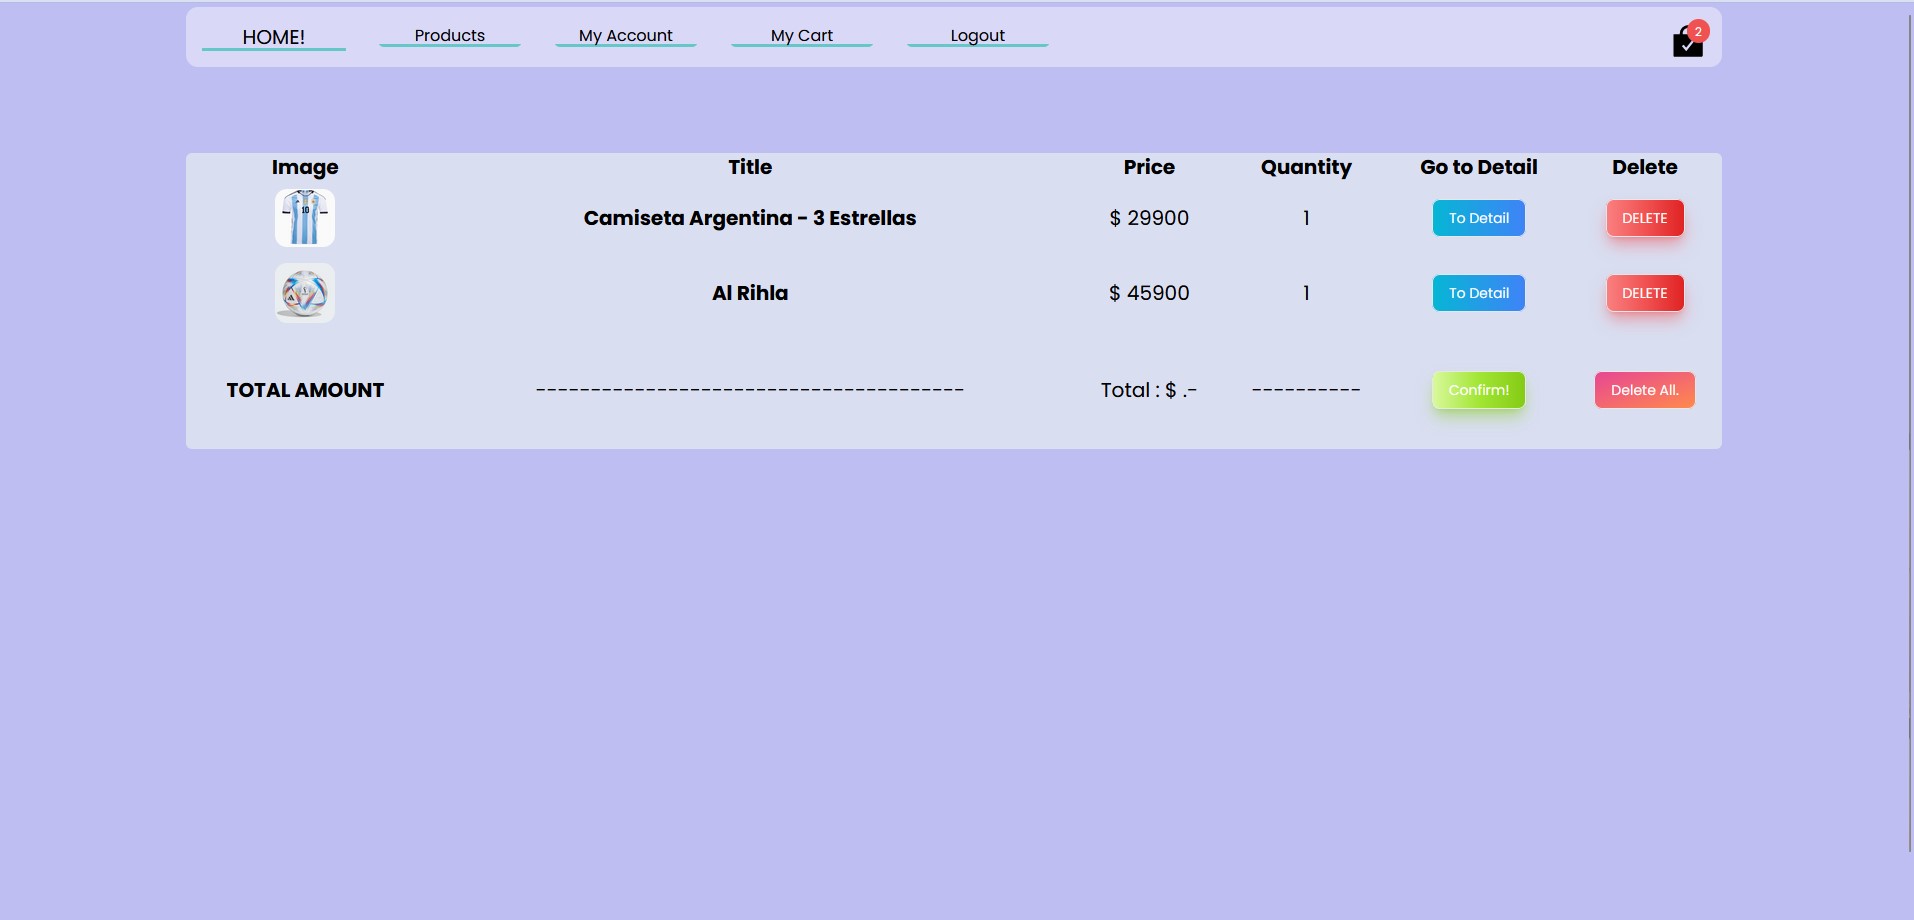 HOME! Products My Account My Cart Logout 2
Image Title Price Quantity Go to Detail Delete
10
Camiseta Argentina - 3 Estrellas $ 29900 1 To Detail DELETE
Al Rihla $ 45900 1 To Detail DELETE
TOTAL AMOUNT --------------------------------------- Total : $ .- ---------- Confirm! Delete All.